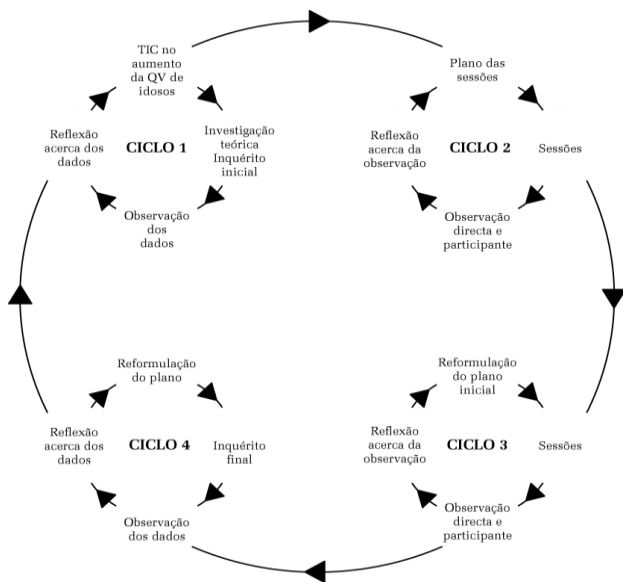 TIC no
aumento
da QV de
idosos
Reflexão
acerca dos
dados
CICLO 1
Investigação
teórica
Inquérito
inicial
Observação
dos
dados
Plano das
sessões
Reflexão
acerca da
observação
CICLO 2
Sessões
Observação
directa e
participante
Reformulação
do plano
Reflexão
acerca dos
dados
CICLO 4
Inquérito
final
Observação
dos dados
Reformulação
do plano
inicial
Reflexão
acerca da
observação
CICLO 3
Sessões
Observação
directa e
participante